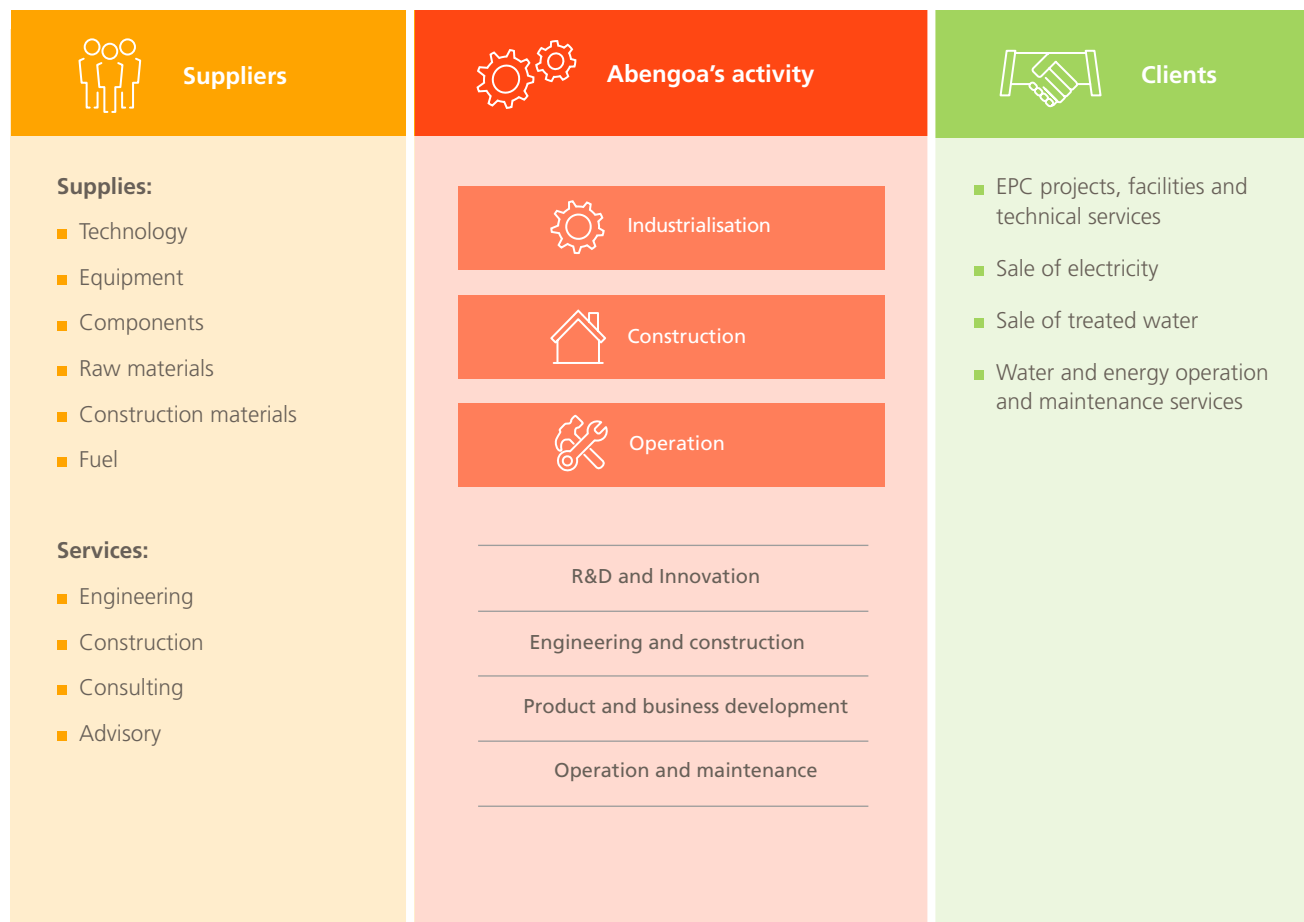 Suppliers
Supplies:
Technology
Equipment
Components
Raw materials
Construction materials
Fuel
Services:
Engineering
Construction
Consulting
Advisory
Abengoa's activity
Industrialisation
Construction
Operation
R&D and Innovation
Engineering and construction
Product and business development
Operation and maintenance
Clients
EPC projects, facilities and
technical services
Sale of electricity
Sale of treated water
Water and energy operation
and maintenance services